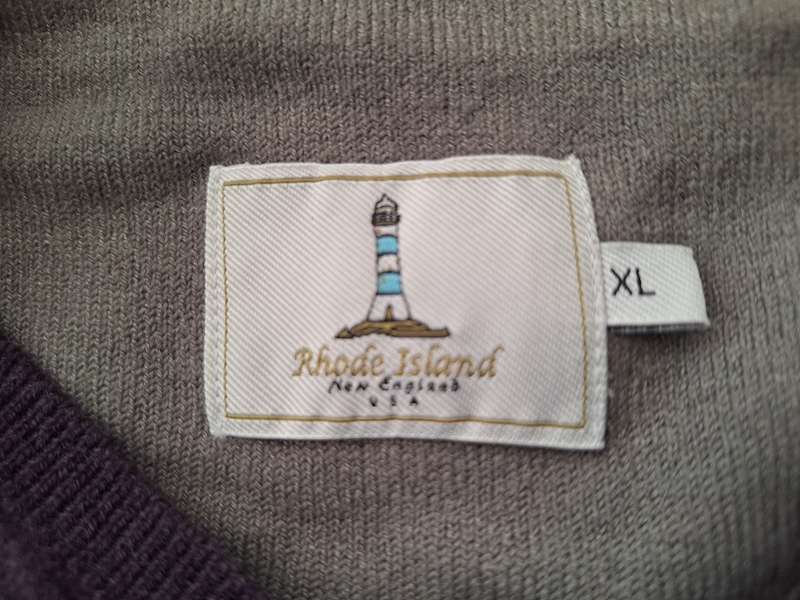 Rhode Island
New England
USA
XL